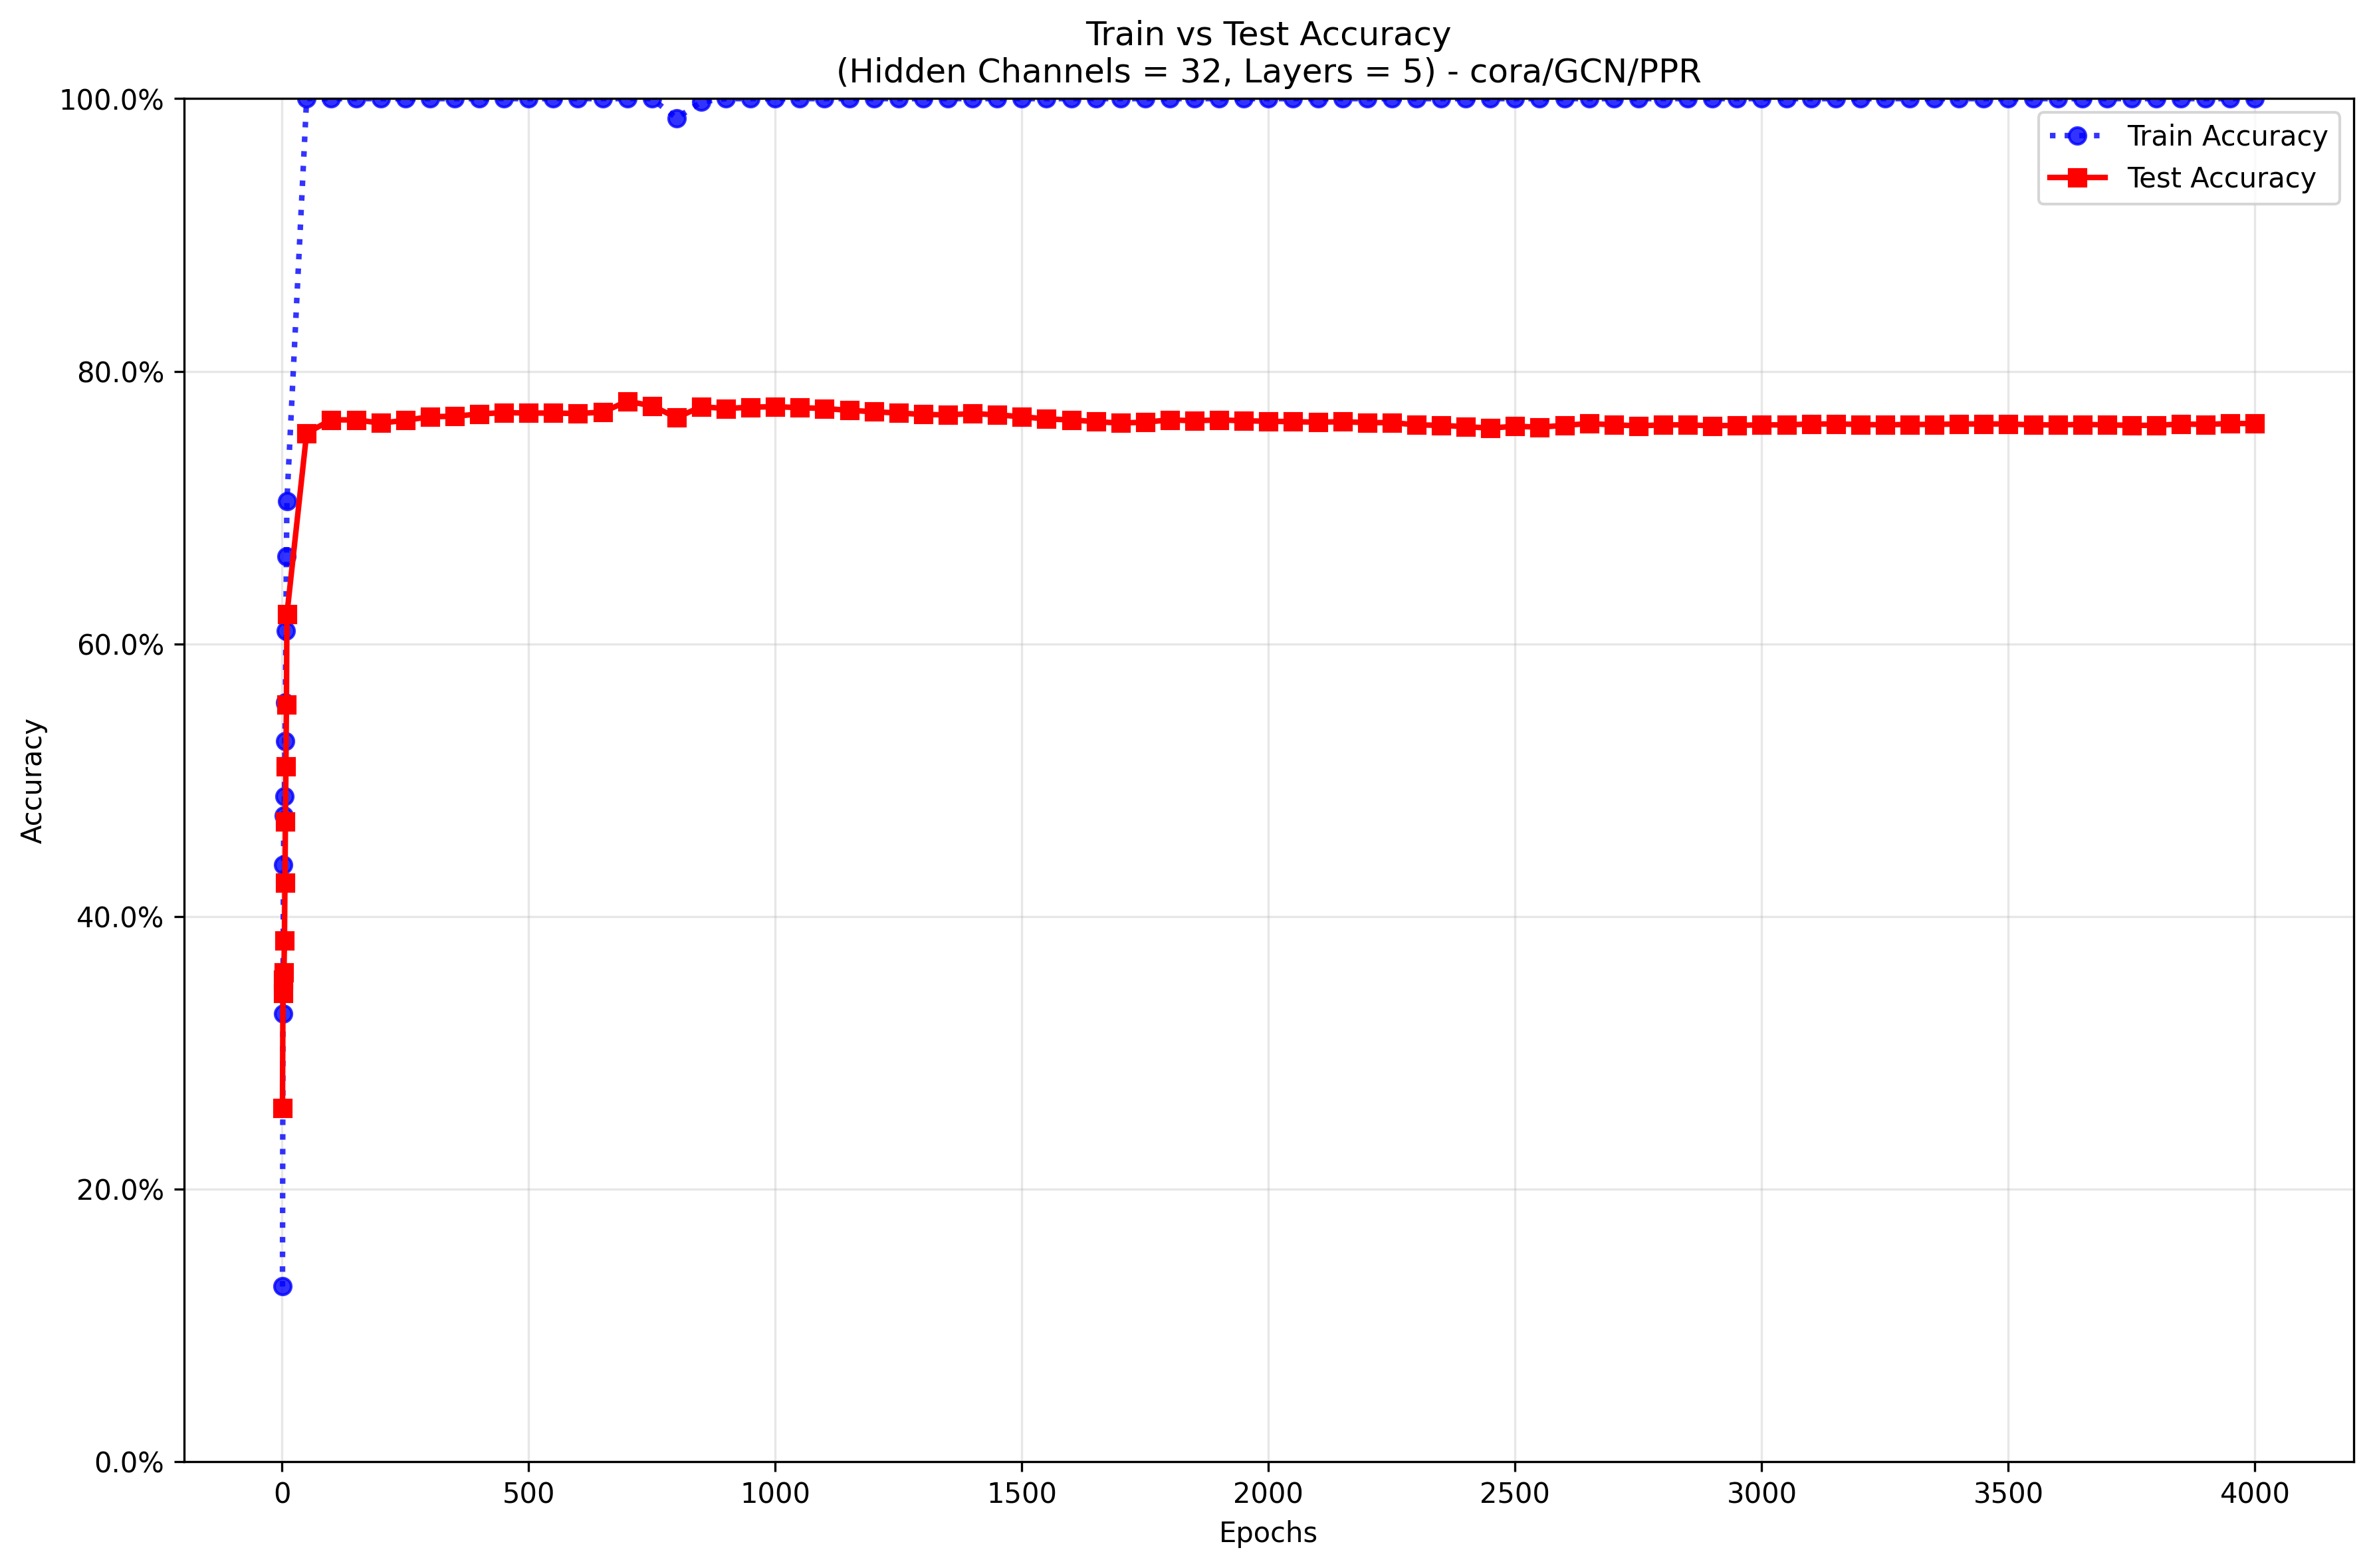 Train vs Test Accuracy
(Hidden Channels = 32, Layers = 5) - cora/GCN/PPR
100.0%
80.0%
60.0%
40.0%
20.0%
0.0%
Accuracy
Train Accuracy
Test Accuracy
0 500 1000 1500 2000 2500 3000 3500 4000
Epochs